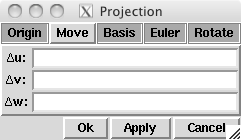 Projection
Origin Move Basis Euler Rotate
Δu:
Δv:
Δw:
Ok Apply Cancel